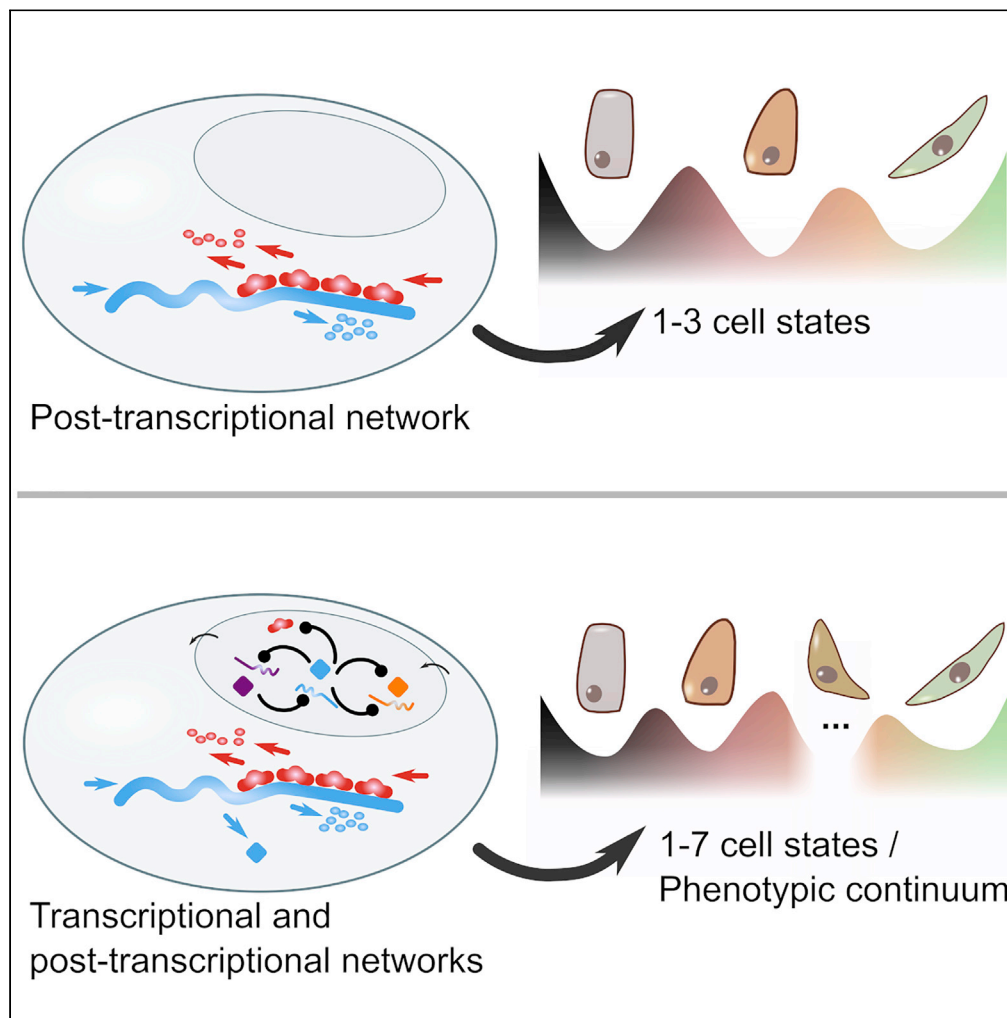 1-3 cell states
Post-transcriptional network
...
1-7 cell states /
Phenotypic continuum
Transcriptional and
post-transcriptional networks